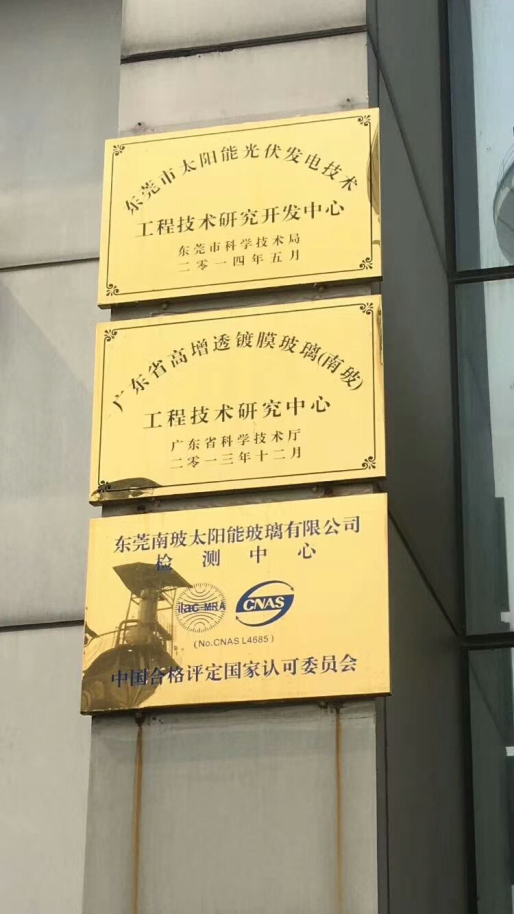 东莞市太阳能光伏发电技术
工程技术研究开发中心
东莞市科学技术局
二零一四年五月
广东省高增透镀膜玻璃(南玻)
工程技术研究中心
广东省科学技术厅
二零一三年十二月
东莞南玻太阳能玻璃有限公司
检测中心
ilac-MRA CNAS
(No.CNAS L4685)
中国合格评定国家认可委员会